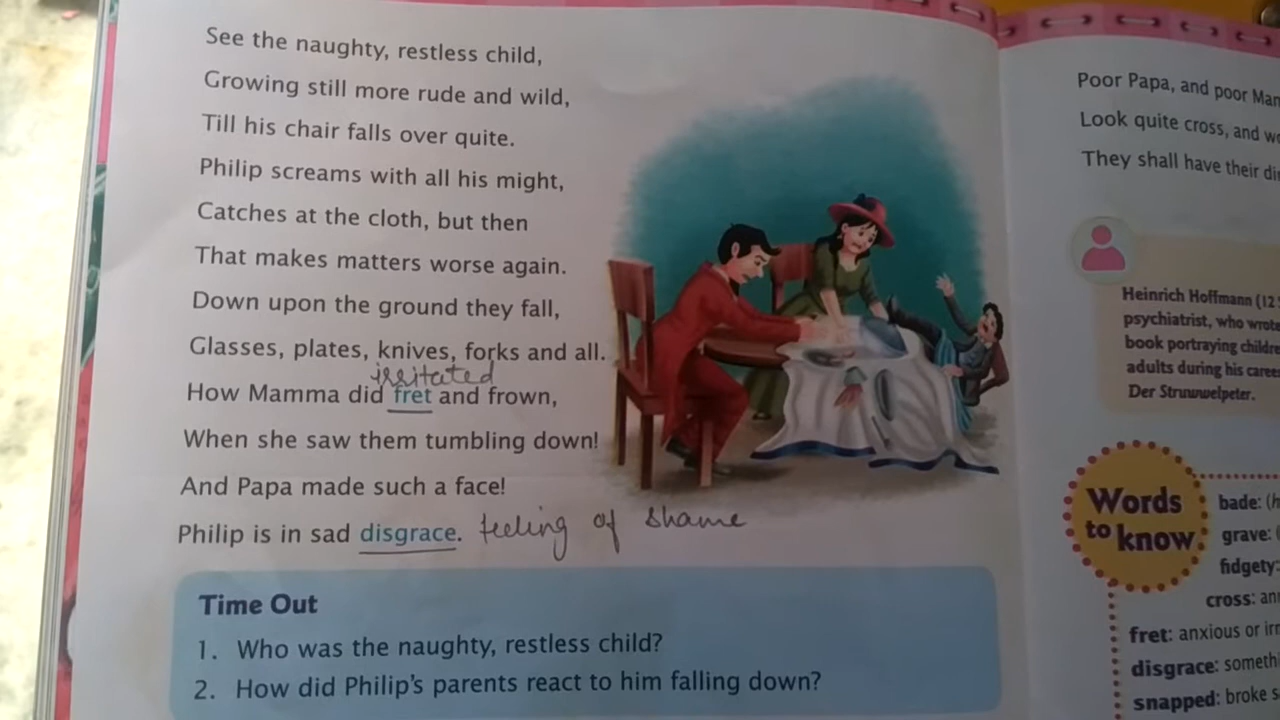 See the naughty, restless child,
Growing still more rude and wild,
Till his chair falls over quite.
Philip screams with all his might,
Catches at the cloth, but then
That makes matters worse again.
Down upon the ground they fall,
Glasses, plates, knives, forks and all.
irritated
How Mamma did fret and frown,
When she saw them tumbling down!
And Papa made such a face!
Philip is in sad disgrace. feeling of shame
Time Out
1. Who was the naughty, restless child?
2. How did Philip's parents react to him falling down?
Poor Papa, and poor
Look quite cross, and
They shall have their
Heinrich Hoffmann (12
psychiatrist, who wrote
book portraying
adults during his
Der Struwwelpeter.
Words to know
bade:
grave:
fidgety:
cross:
fret: anxious or
disgrace:
snapped: broke